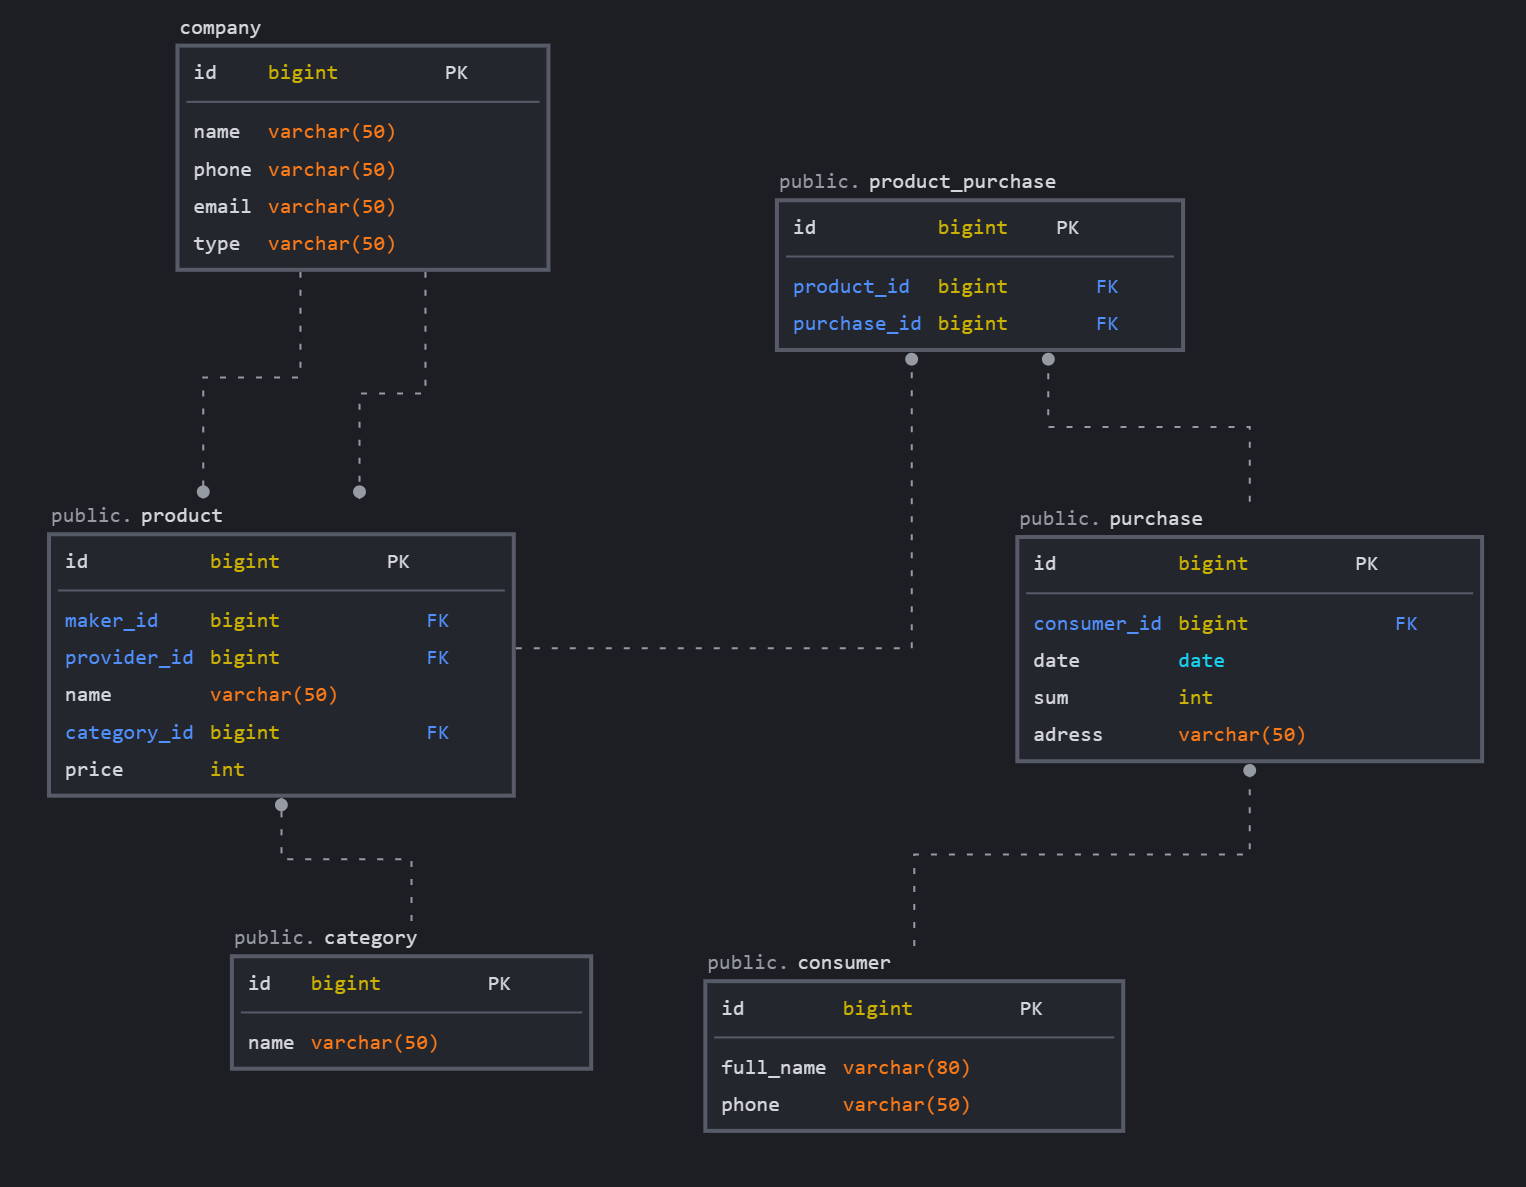 company
id bigint PK
name varchar(50)
phone varchar(50)
email varchar(50)
type varchar(50)
public. product_purchase
id bigint PK
product_id bigint FK
purchase_id bigint FK
public. product
id bigint PK
maker_id bigint FK
provider_id bigint FK
name varchar(50)
category_id bigint FK
price int
public. purchase
id bigint PK
consumer_id bigint FK
date date
sum int
adress varchar(50)
public. category
id bigint PK
name varchar(50)
public. consumer
id bigint PK
full_name varchar(80)
phone varchar(50)